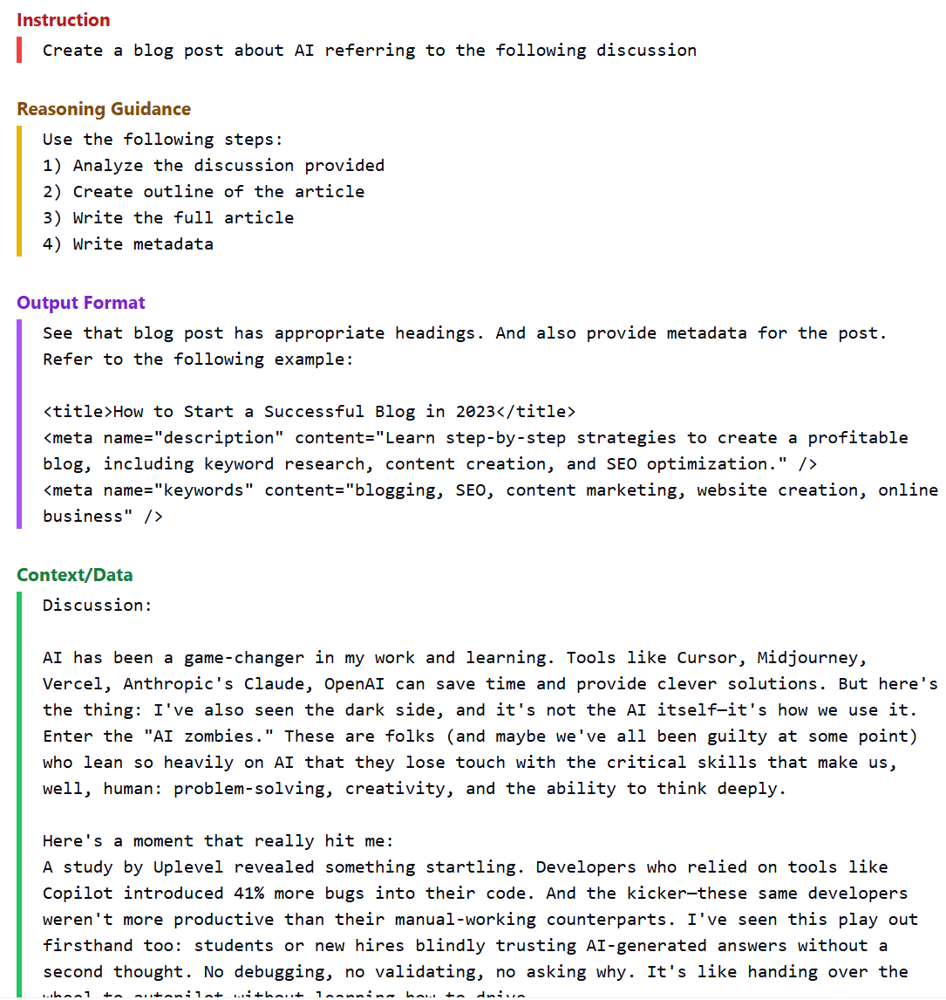 Instruction
Create a blog post about AI referring to the following discussion
Reasoning Guidance
Use the following steps:
1) Analyze the discussion provided
2) Create outline of the article
3) Write the full article
4) Write metadata
Output Format
See that blog post has appropriate headings. And also provide metadata for the post.
Refer to the following example:
<title>How to Start a Successful Blog in 2023</title>
<meta name="description" content="Learn step-by-step strategies to create a profitable
blog, including keyword research, content creation, and SEO optimization." />
<meta name="keywords" content="blogging, SEO, content marketing, website creation, online
business" />
Context/Data
Discussion:
AI has been a game-changer in my work and learning. Tools like Cursor, Midjourney,
Vercel, Anthropic's Claude, OpenAI can save time and provide clever solutions. But here's
the thing: I've also seen the dark side, and it's not the AI itself—it's how we use it.
Enter the "AI zombies." These are folks (and maybe we've all been guilty at some point)
who lean so heavily on AI that they lose touch with the critical skills that make us,
well, human: problem-solving, creativity, and the ability to think deeply.
Here's a moment that really hit me:
A study by Uplevel revealed something startling. Developers who relied on tools like
Copilot introduced 41% more bugs into their code. And the kicker—these same developers
weren't more productive than their manual-working counterparts. I've seen this play out
firsthand too: students or new hires blindly trusting AI-generated answers without a
second thought. No debugging, no validating, no asking why. It's like handing over the
wheel to autopilot without learning how to drive.